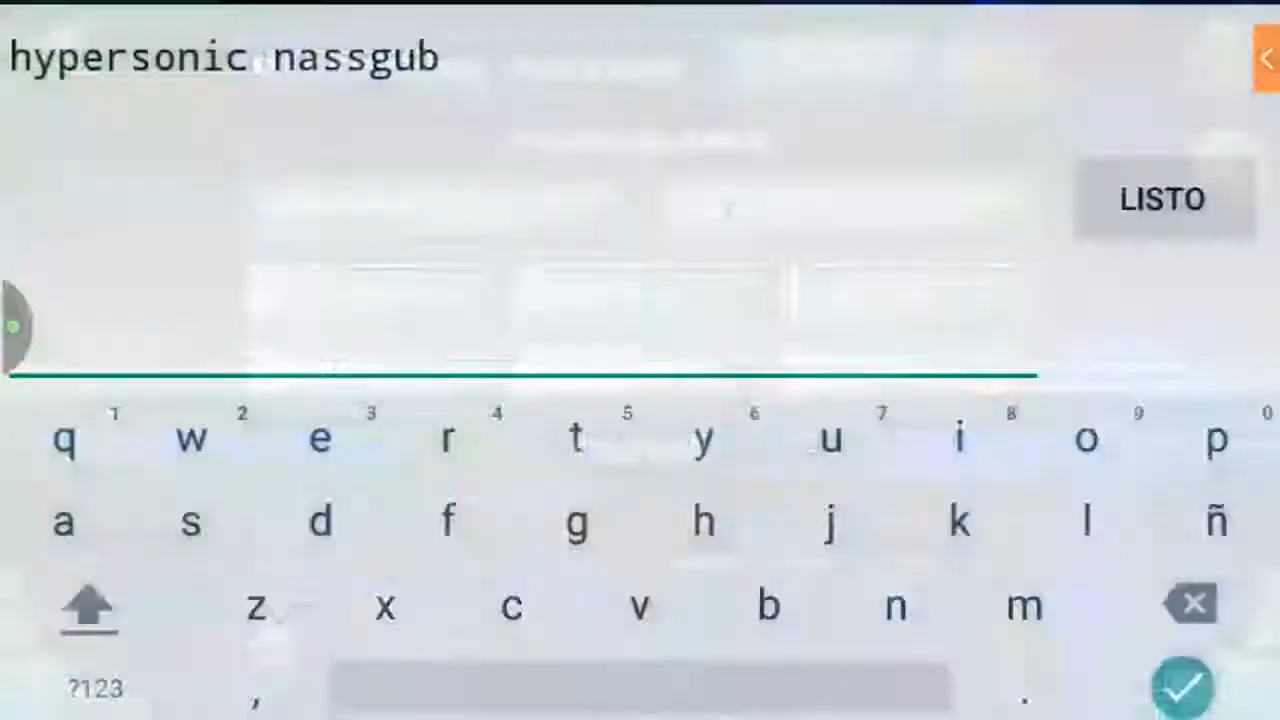 hypersonic nassgub
LISTO
1 2 3 4 5 6 7 8 9 0
q w e r t y u i o p
a s d f g h j k l ñ
z x c v b n m
?123 , .